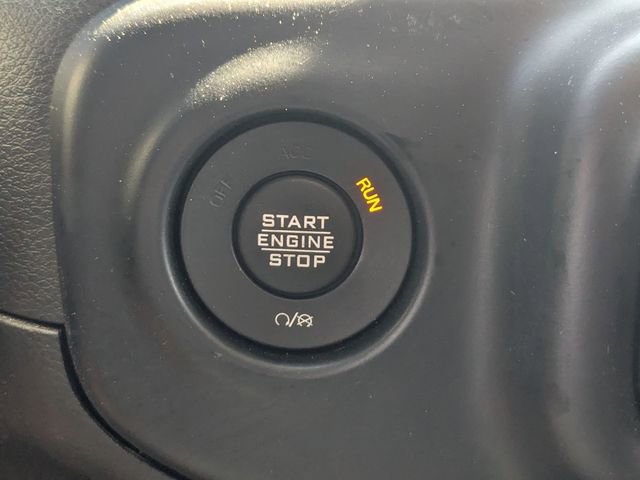 OFF
ACC
RUN
START
ENGINE
STOP